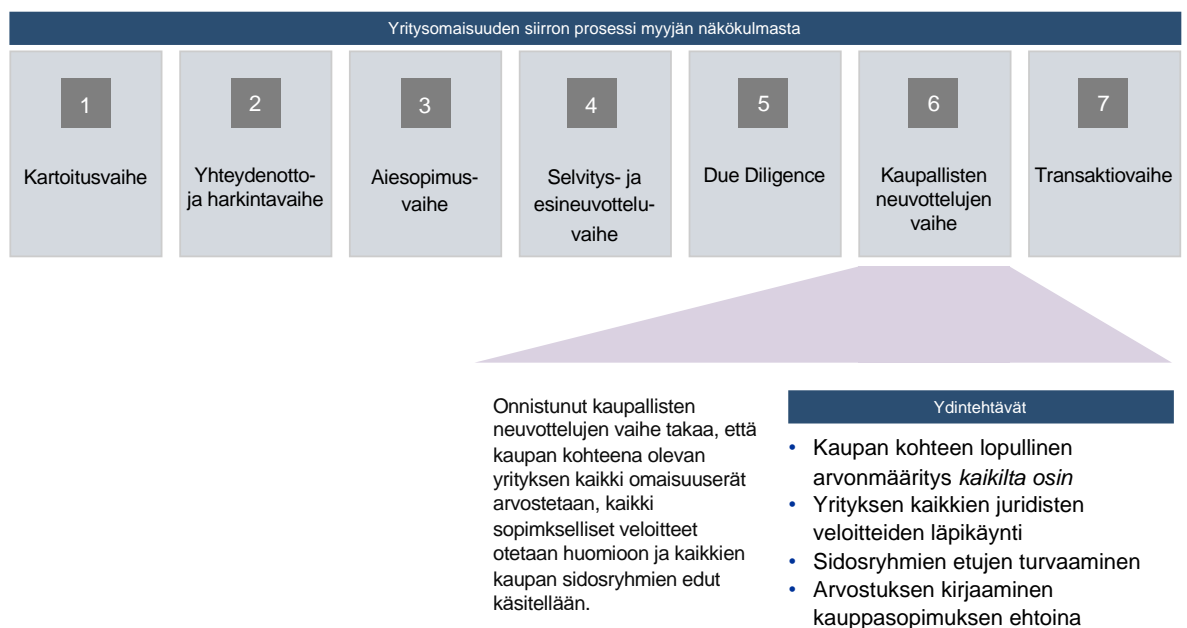 Yritysomaisuuden siirron prosessi myyjän näkökulmasta
1
Kartoitusvaihe
2
Yhteydenotto-
ja harkintavaihe
3
Aiesopimus-
vaihe
4
Selvitys- ja
esineuvottelu-
vaihe
5
Due Diligence
6
Kaupallisten
neuvottelujen
vaihe
7
Transaktiovaihe
Onnistunut kaupallisten
neuvottelujen vaihe takaa, että
kaupan kohteena olevan
yrityksen kaikki omaisuuserät
arvostetaan, kaikki
sopimkselliset veloitteet
otetaan huomioon ja kaikkien
kaupan sidosryhmien edut
käsitellään.
Ydintehtävät
• Kaupan kohteen lopullinen
arvonmääritys kaikilta osin
• Yrityksen kaikkien juridisten
veloitteiden läpikäynti
• Sidosryhmien etujen turvaaminen
• Arvostuksen kirjaaminen
kauppasopimuksen ehtoina